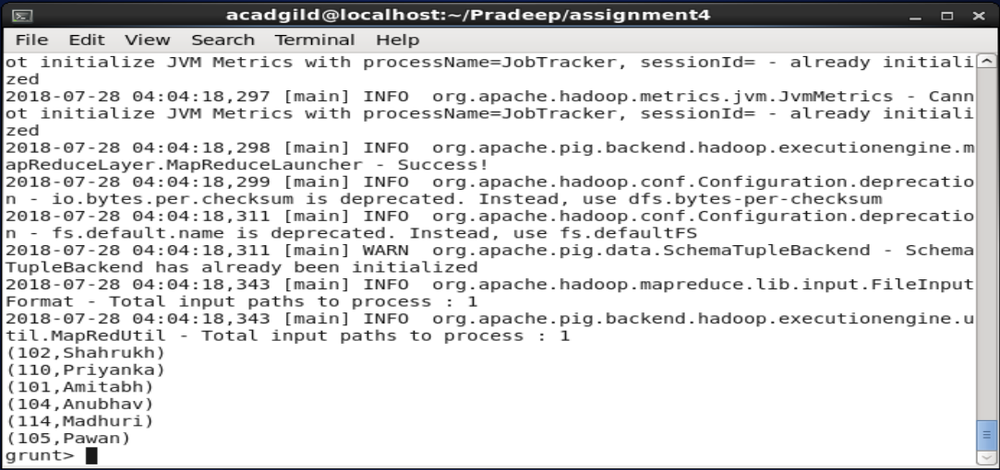 acadgild@localhost:~/Pradeep/assignment4
File Edit View Search Terminal Help
ot initialize JVM Metrics with processName=JobTracker, sessionId= - already initiali
zed
2018-07-28 04:04:18,297 [main] INFO  org.apache.hadoop.metrics.jvm.JvmMetrics - Cann
ot initialize JVM Metrics with processName=JobTracker, sessionId= - already initiali
zed
2018-07-28 04:04:18,298 [main] INFO  org.apache.pig.backend.hadoop.executionengine.m
apReduceLayer.MapReduceLauncher - Success!
2018-07-28 04:04:18,299 [main] INFO  org.apache.hadoop.conf.Configuration.deprecatio
n - io.bytes.per.checksum is deprecated. Instead, use dfs.bytes-per-checksum
2018-07-28 04:04:18,311 [main] INFO  org.apache.hadoop.conf.Configuration.deprecatio
n - fs.default.name is deprecated. Instead, use fs.defaultFS
2018-07-28 04:04:18,311 [main] WARN  org.apache.pig.data.SchemaTupleBackend - Schema
TupleBackend has already been initialized
2018-07-28 04:04:18,343 [main] INFO  org.apache.hadoop.mapreduce.lib.input.FileInput
Format - Total input paths to process : 1
2018-07-28 04:04:18,343 [main] INFO  org.apache.pig.backend.hadoop.executionengine.u
til.MapRedUtil - Total input paths to process : 1
(102,Shahrukh)
(110,Priyanka)
(101,Amitabh)
(104,Anubhav)
(114,Madhuri)
(105,Pawan)
grunt>